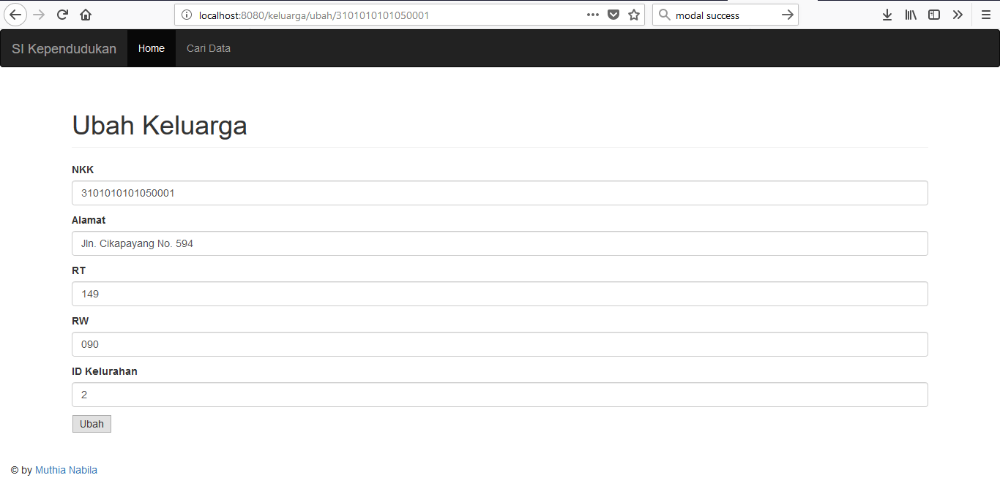 localhost:8080/keluarga/ubah/3101010101050001
modal success
SI Kependudukan Home Cari Data
Ubah Keluarga
NKK
3101010101050001
Alamat
Jln. Cikapayang No. 594
RT
149
RW
090
ID Kelurahan
2
Ubah
© by Muthia Nabila